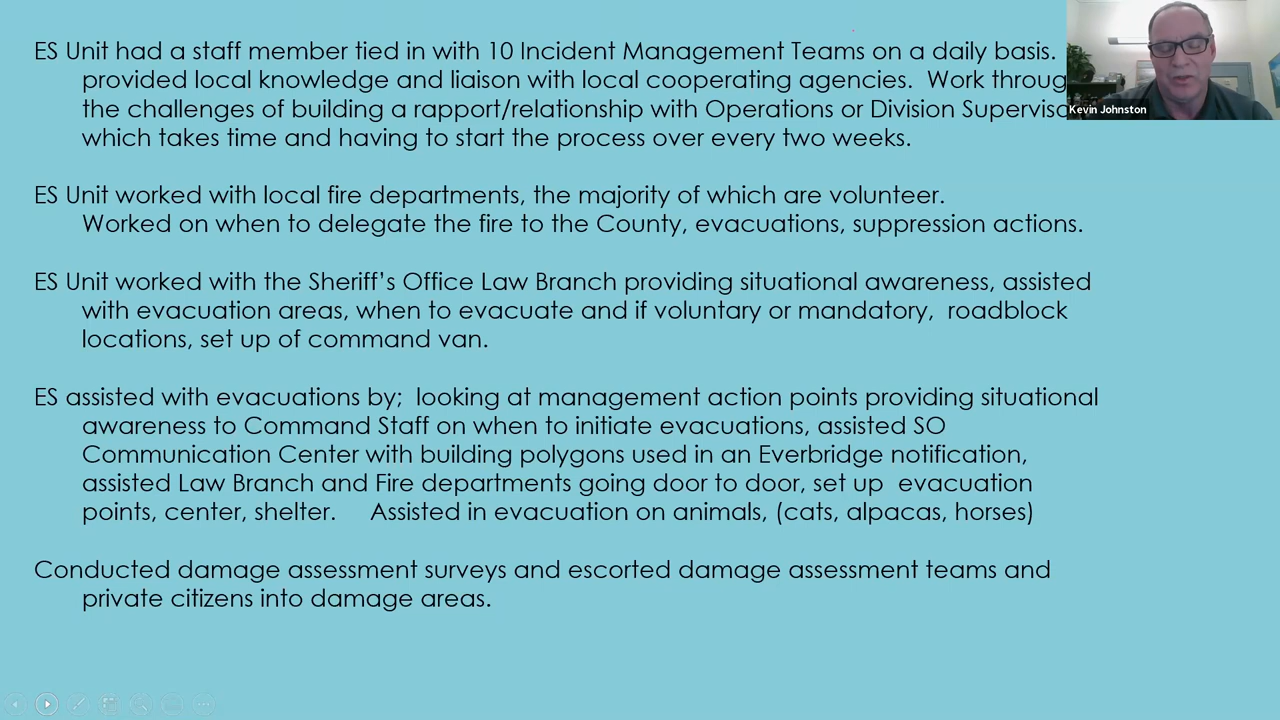 ES Unit had a staff member tied in with 10 Incident Management Teams on a daily basis.
provided local knowledge and liaison with local cooperating agencies. Work
the challenges of building a rapport/relationship with Operations or Division
which takes time and having to start the process over every two weeks.
ES Unit worked with local fire departments, the majority of which are volunteer.
Worked on when to delegate the fire to the County, evacuations, suppression actions.
ES Unit worked with the Sheriff’s Office Law Branch providing situational awareness, assisted
with evacuation areas, when to evacuate and if voluntary or mandatory, roadblock
locations, set up of command van.
ES assisted with evacuations by; looking at management action points providing situational
awareness to Command Staff on when to initiate evacuations, assisted SO
Communication Center with building polygons used in an Everbridge notification,
assisted Law Branch and Fire departments going door to door, set up evacuation
points, center, shelter. Assisted in evacuation on animals, (cats, alpacas, horses)
Conducted damage assessment surveys and escorted damage assessment teams and
private citizens into damage areas.
Kevin Johnston